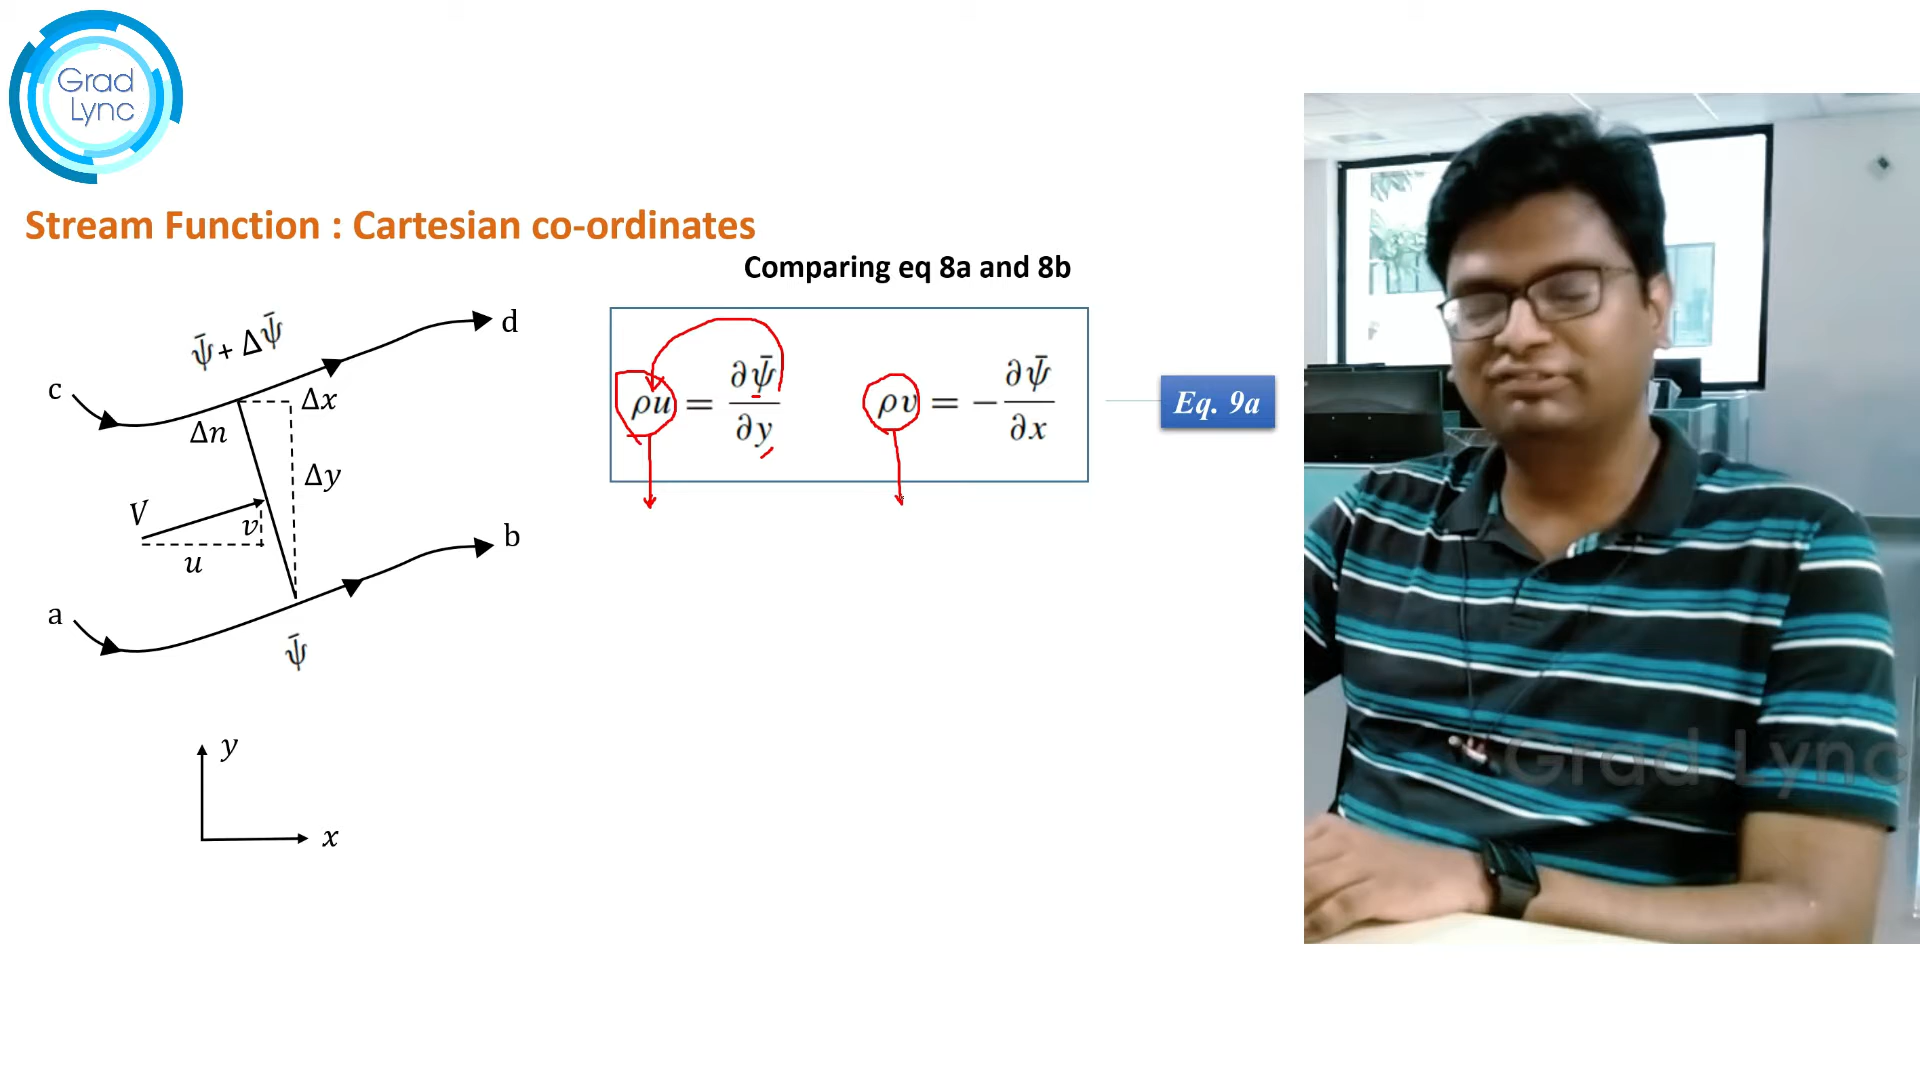 Grad
Lync
Stream Function : Cartesian co-ordinates
Comparing eq 8a and 8b
ψ̄ + Δψ̄
d
c
Δx
Δn
Δy
V
v
u
b
a
ψ̄
ρu = ∂ψ̄/∂y
ρv = −∂ψ̄/∂x
Eq. 9a
y
x
Grad Lync